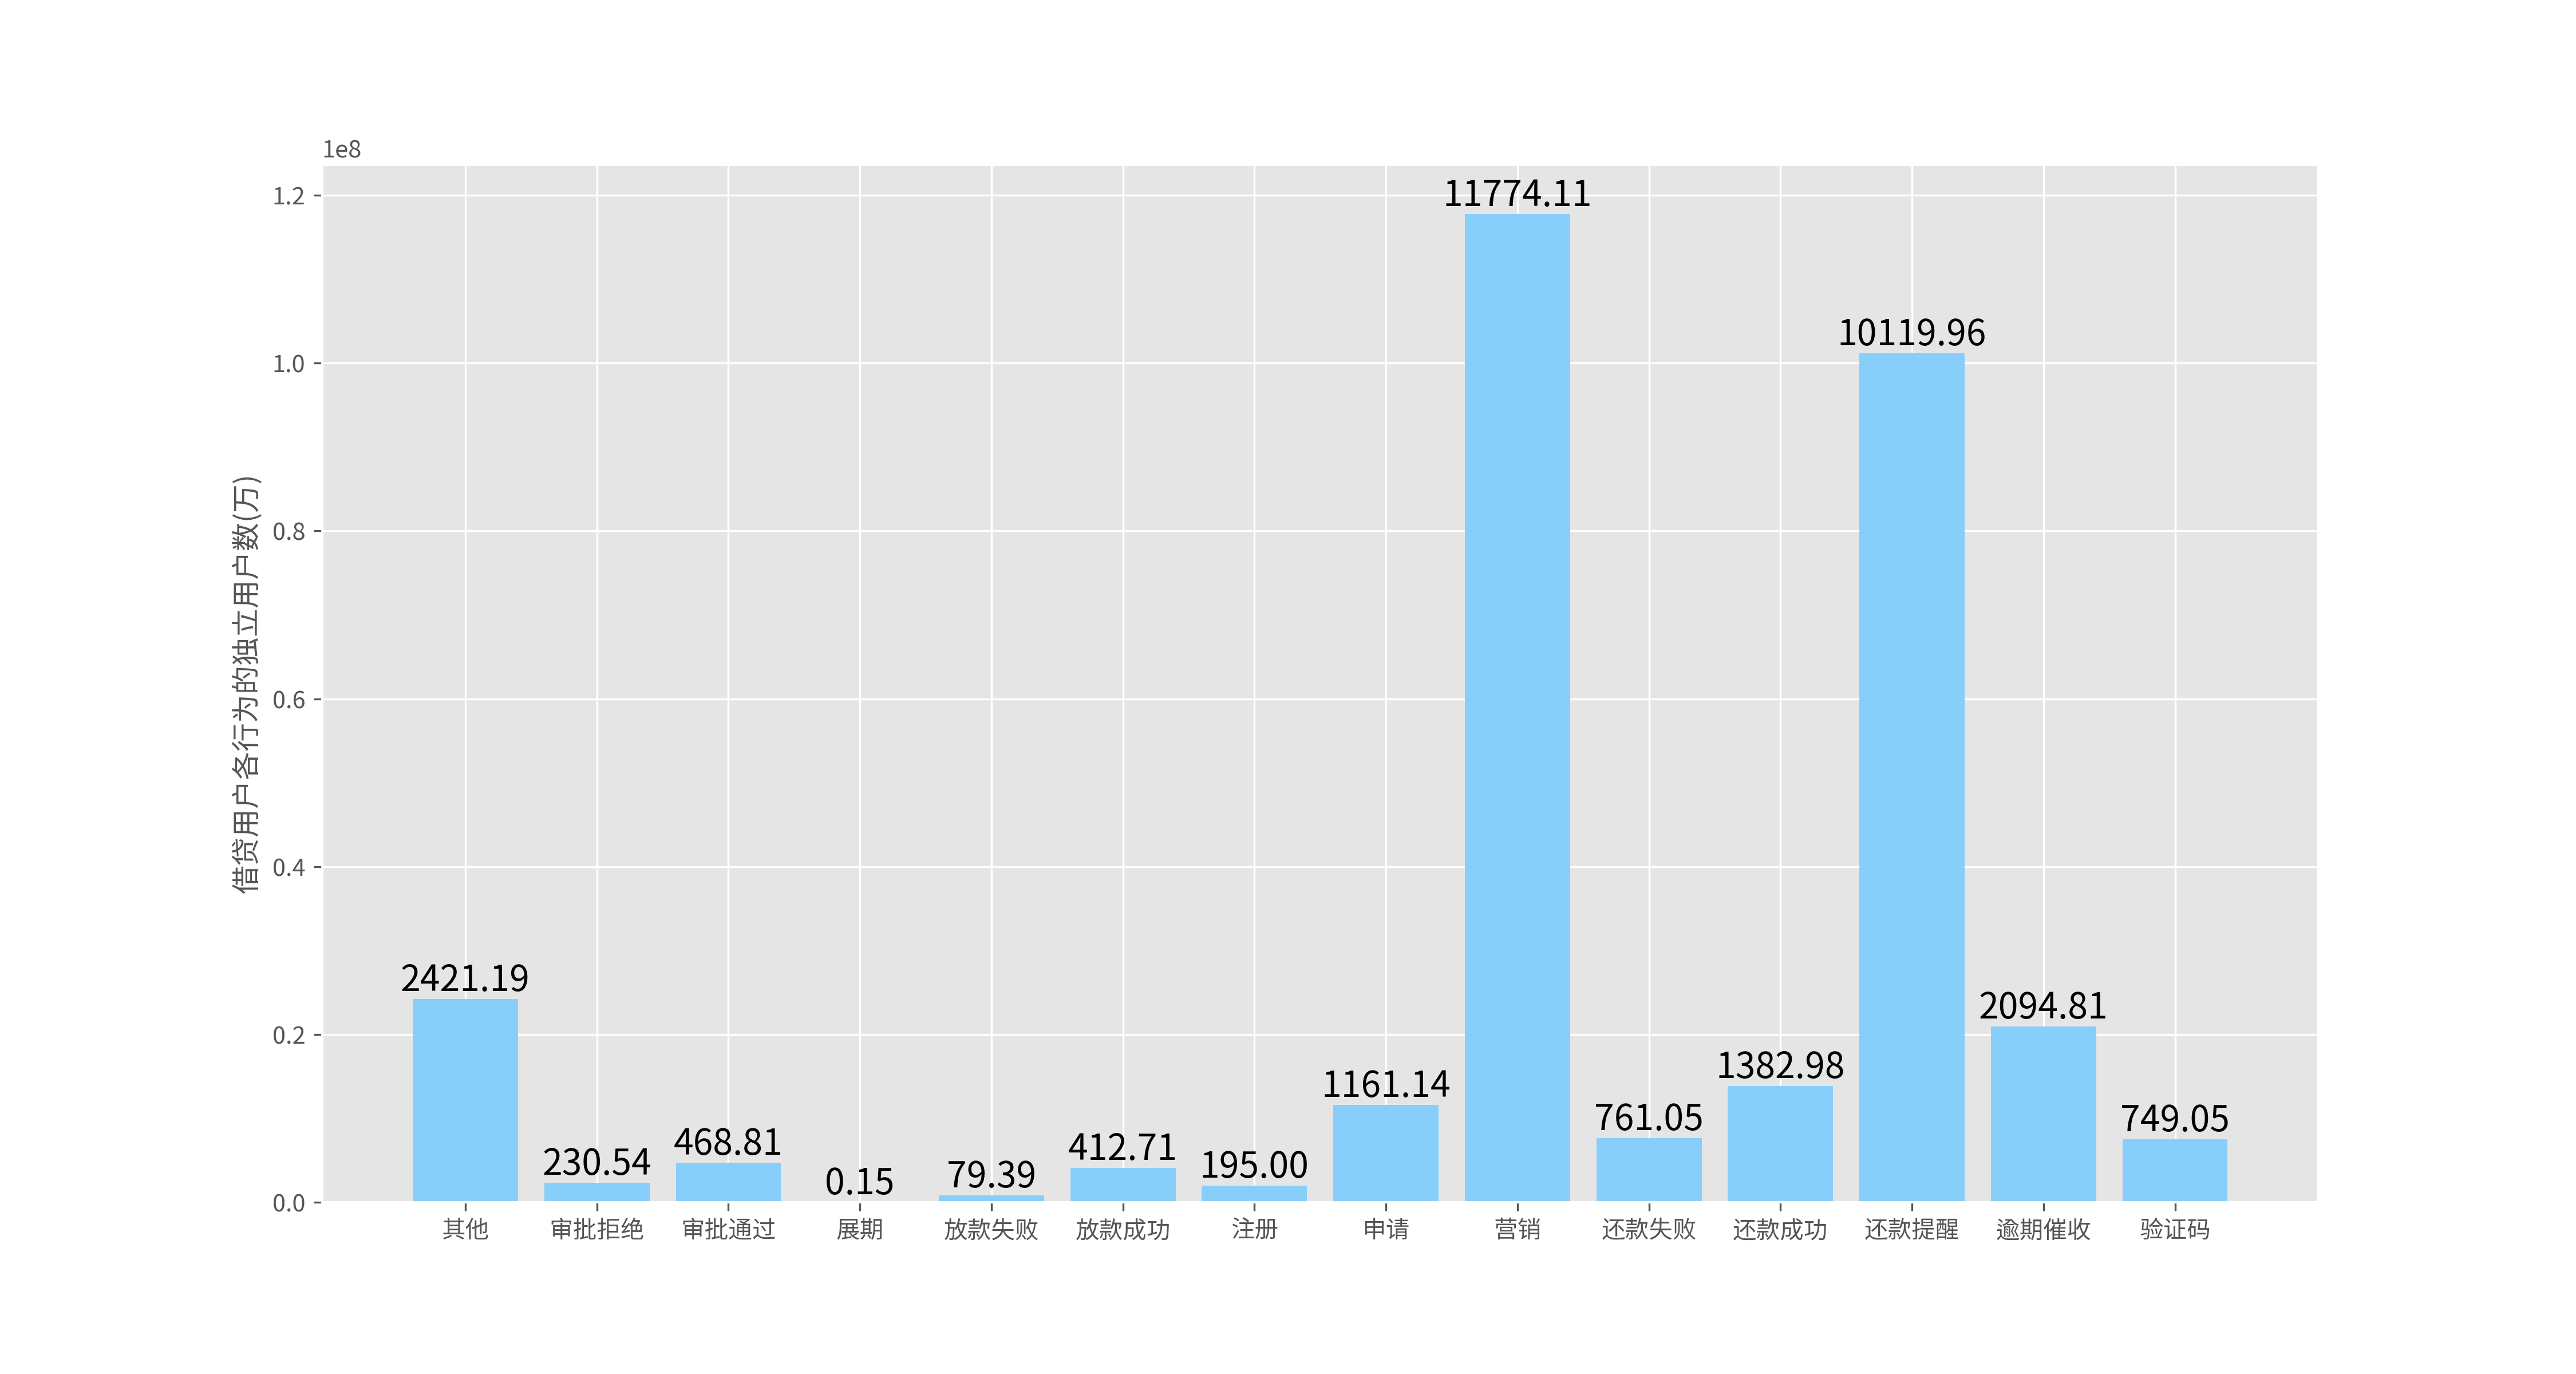 1e8
1.2
1.0
0.8
0.6
0.4
0.2
0.0
借贷用户各行为的独立用户数(万)
2421.19
230.54
468.81
0.15
79.39
412.71
195.00
1161.14
11774.11
761.05
1382.98
10119.96
2094.81
749.05
其他
审批拒绝
审批通过
展期
放款失败
放款成功
注册
申请
营销
还款失败
还款成功
还款提醒
逾期催收
验证码